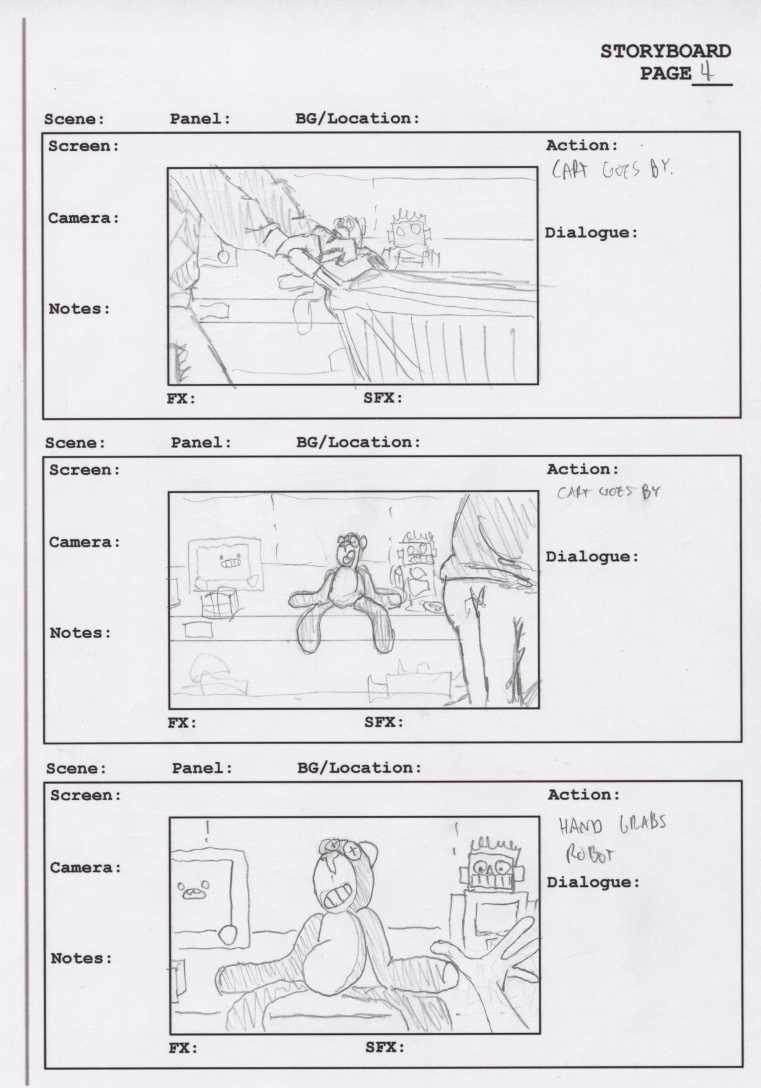 STORYBOARD
PAGE 4
Scene: Panel: BG/Location:
Screen:
Action:
CART GOES BY.
Camera:
Dialogue:
Notes:
FX: SFX:
Scene: Panel: BG/Location:
Screen:
Action:
CART GOES BY
Camera:
Dialogue:
Notes:
FX: SFX:
Scene: Panel: BG/Location:
Screen:
Action:
HAND GRABS
ROBOT
Camera:
Dialogue:
Notes:
FX: SFX: